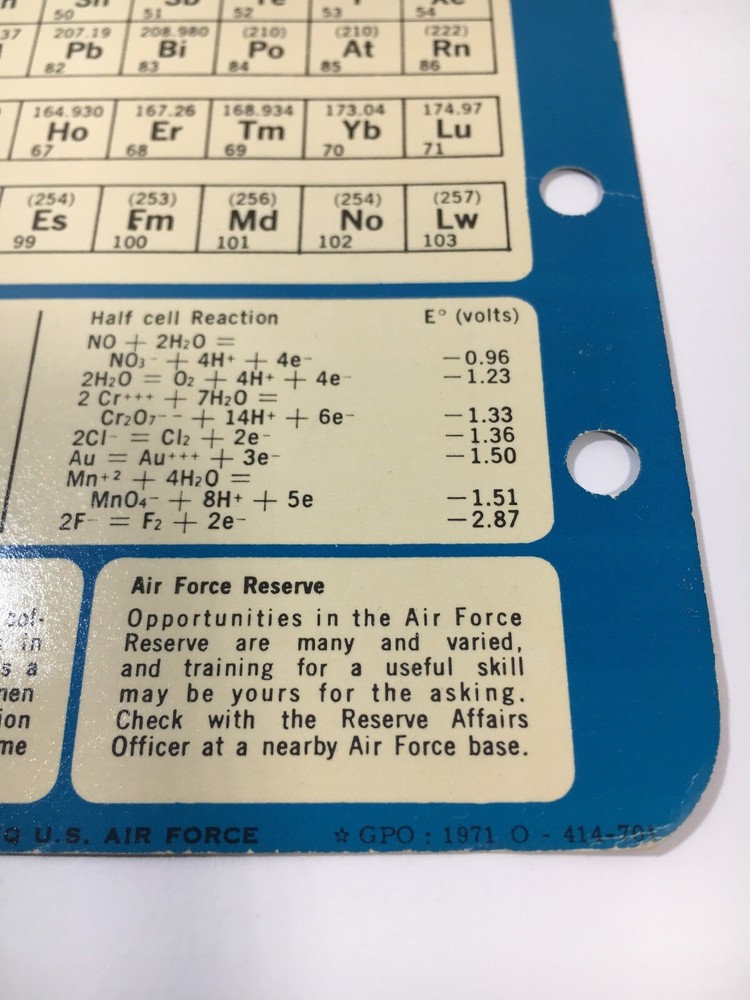 50 51 52 53 54
207.19 208.980 (210) (210) (222)
Pb Bi Po At Rn
82 83 84 85 86
164.930 167.26 168.934 173.04 174.97
Ho Er Tm Yb Lu
67 68 69 70 71
(254) (253) (256) (254) (257)
Es Fm Md No Lw
99 100 101 102 103
Half cell Reaction E° (volts)
NO + 2H₂O =
NO₃⁻ + 4H⁺ + 4e⁻ −0.96
2H₂O = O₂ + 4H⁺ + 4e⁻ −1.23
2 Cr⁺⁺⁺ + 7H₂O =
Cr₂O₇⁻⁻ + 14H⁺ + 6e⁻ −1.33
2Cl⁻ = Cl₂ + 2e⁻ −1.36
Au = Au⁺⁺⁺ + 3e⁻ −1.50
Mn⁺² + 4H₂O =
MnO₄⁻ + 8H⁺ + 5e −1.51
2F⁻ = F₂ + 2e⁻ −2.87
in
s a
Air Force Reserve
Opportunities in the Air Force
Reserve are many and varied,
and training for a useful skill
may be yours for the asking.
Check with the Reserve Affairs
Officer at a nearby Air Force base.
U.S. AIR FORCE ☆ GPO : 1971 O - 414-791